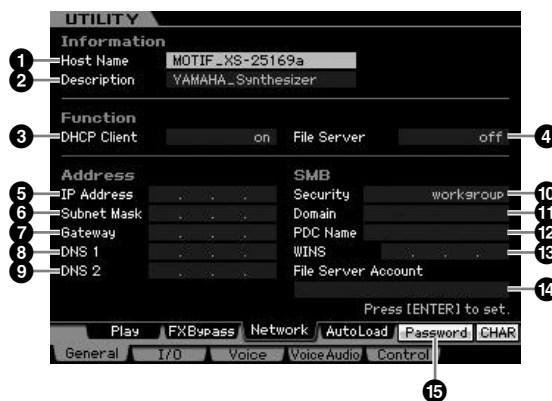 UTILITY
Information
1 Host Name MOTIF_XS-25169a
2 Description YAMAHA_Synthesizer
Function
3 DHCP Client on File Server off 4
Address SMB
5 IP Address . . . Security workgroup 10
6 Subnet Mask . . . Domain 11
7 Gateway . . . PDC Name 12
8 DNS 1 . . . WINS . . . 13
9 DNS 2 . . . File Server Account
14
Press [ENTER] to set.
Play FXBypass Network AutoLoad Password CHAR
General I/O Voice Voice Audio Control
15